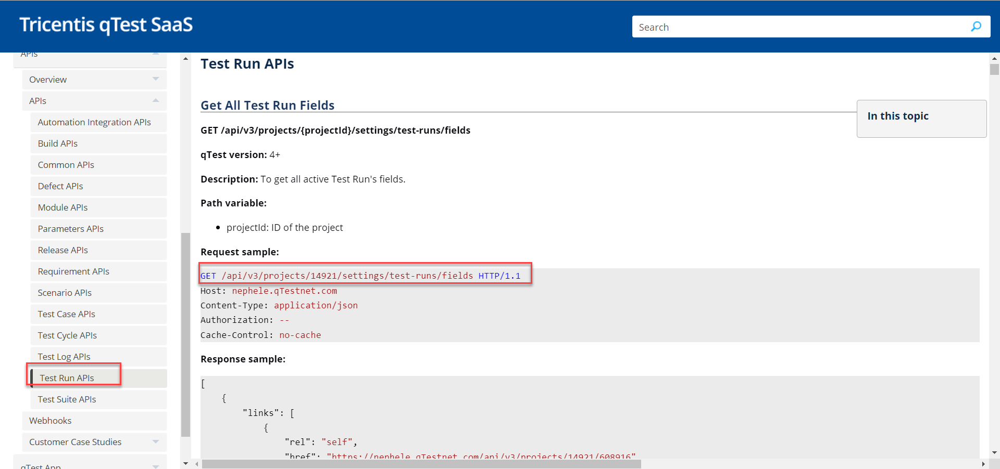 Tricentis qTest SaaS
Search
APIs
Overview
APIs
Automation Integration APIs
Build APIs
Common APIs
Defect APIs
Module APIs
Parameters APIs
Release APIs
Requirement APIs
Scenario APIs
Test Case APIs
Test Cycle APIs
Test Log APIs
Test Run APIs
Test Suite APIs
Webhooks
Customer Case Studies
qTest App
Test Run APIs
Get All Test Run Fields
In this topic
GET /api/v3/projects/{projectId}/settings/test-runs/fields
qTest version: 4+
Description: To get all active Test Run's fields.
Path variable:
• projectId: ID of the project
Request sample:
GET /api/v3/projects/14921/settings/test-runs/fields HTTP/1.1
Host: nephele.qTestnet.com
Content-Type: application/json
Authorization: --
Cache-Control: no-cache
Response sample:
[
{
"links": [
{
"rel": "self",
"href": "https://nephele.qTestnet.com/api/v3/projects/14921/608916"